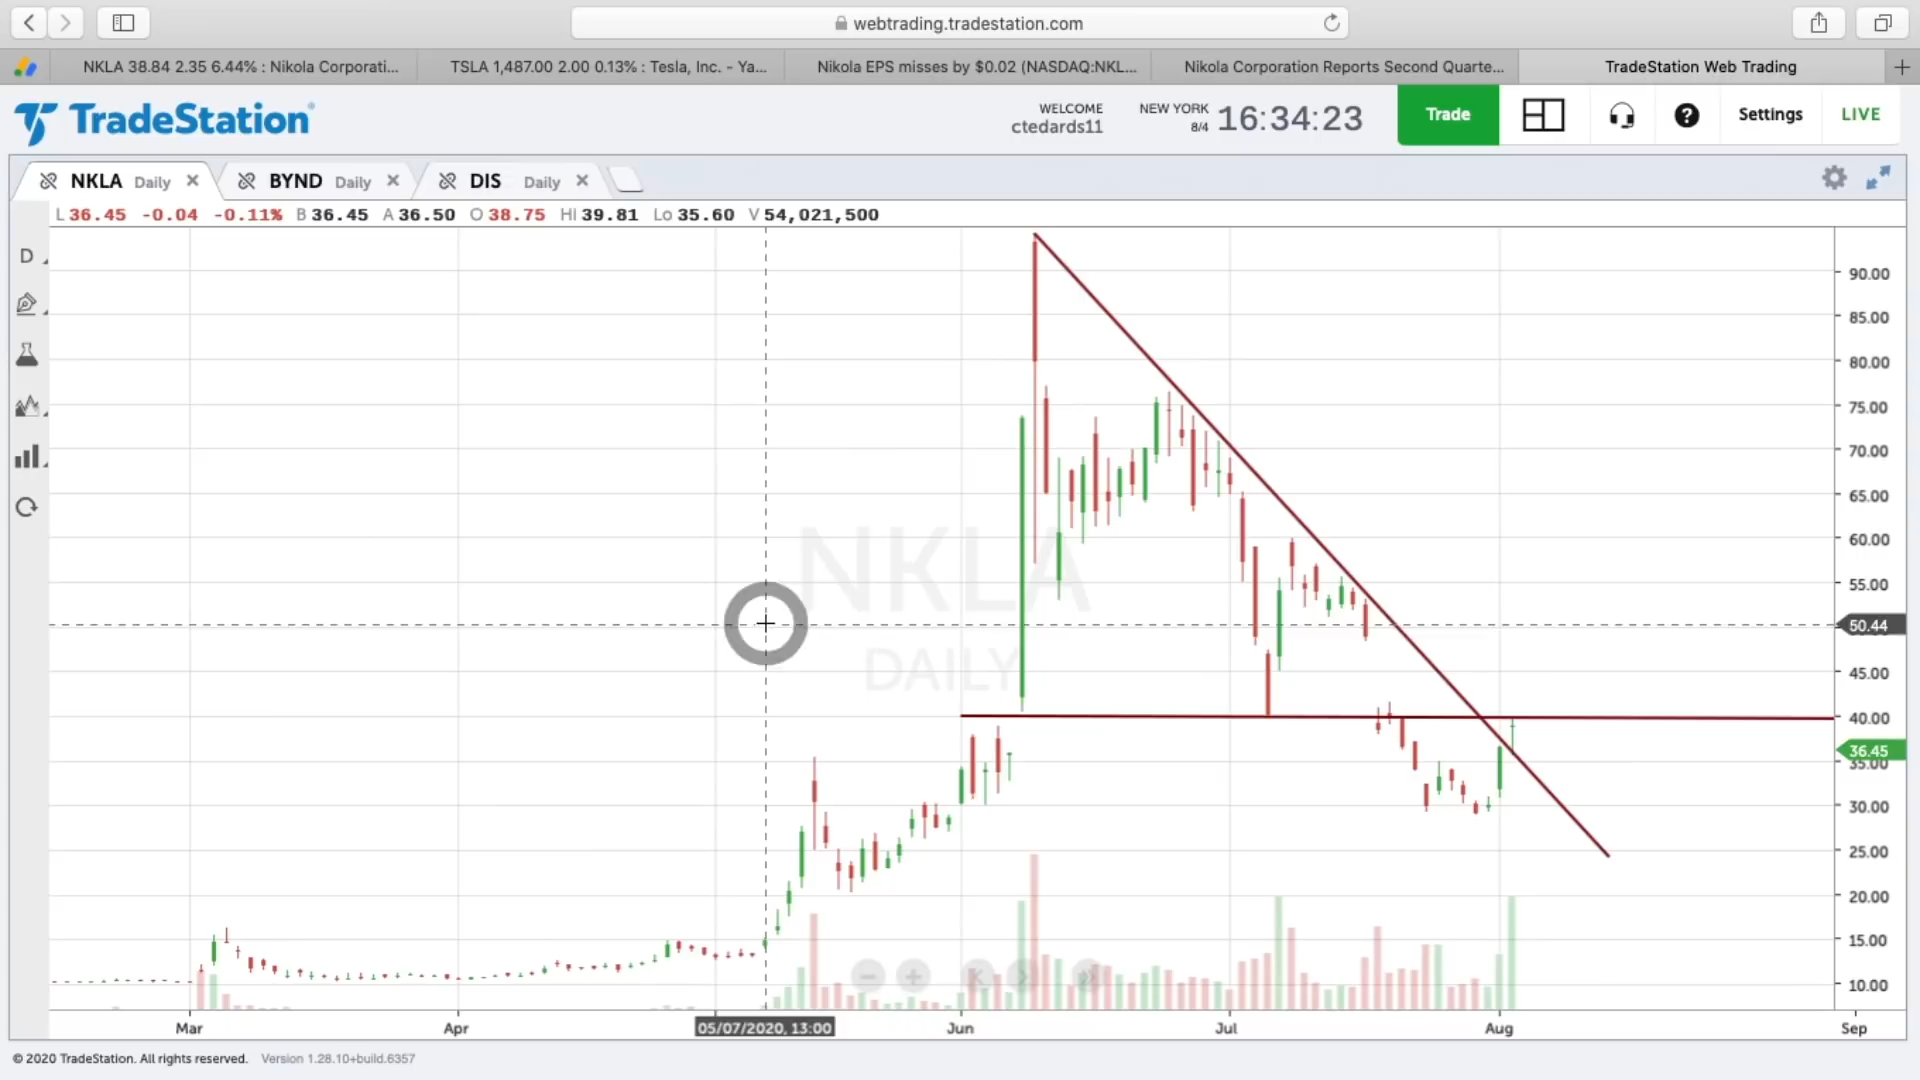 webtrading.tradestation.com
NKLA 38.84 2.35 6.44% : Nikola Corporati...
TSLA 1,487.00 2.00 0.13% : Tesla, Inc. - Ya...
Nikola EPS misses by $0.02 (NASDAQ:NKL...
Nikola Corporation Reports Second Quarte...
TradeStation Web Trading
TradeStation
WELCOME
ctedards11
NEW YORK
8/4
16:34:23
Trade
Settings
LIVE
NKLA Daily
BYND Daily
DIS Daily
L 36.45 -0.04 -0.11% B 36.45 A 36.50 O 38.75 HI 39.81 Lo 35.60 V 54,021,500
D
NKLA
DAILY
90.00
85.00
80.00
75.00
70.00
65.00
60.00
55.00
50.44
45.00
40.00
36.45
35.00
30.00
25.00
20.00
15.00
10.00
Mar
Apr
05/07/2020, 13:00
Jun
Jul
Aug
Sep
© 2020 TradeStation. All rights reserved. Version 1.28.10+build.6357